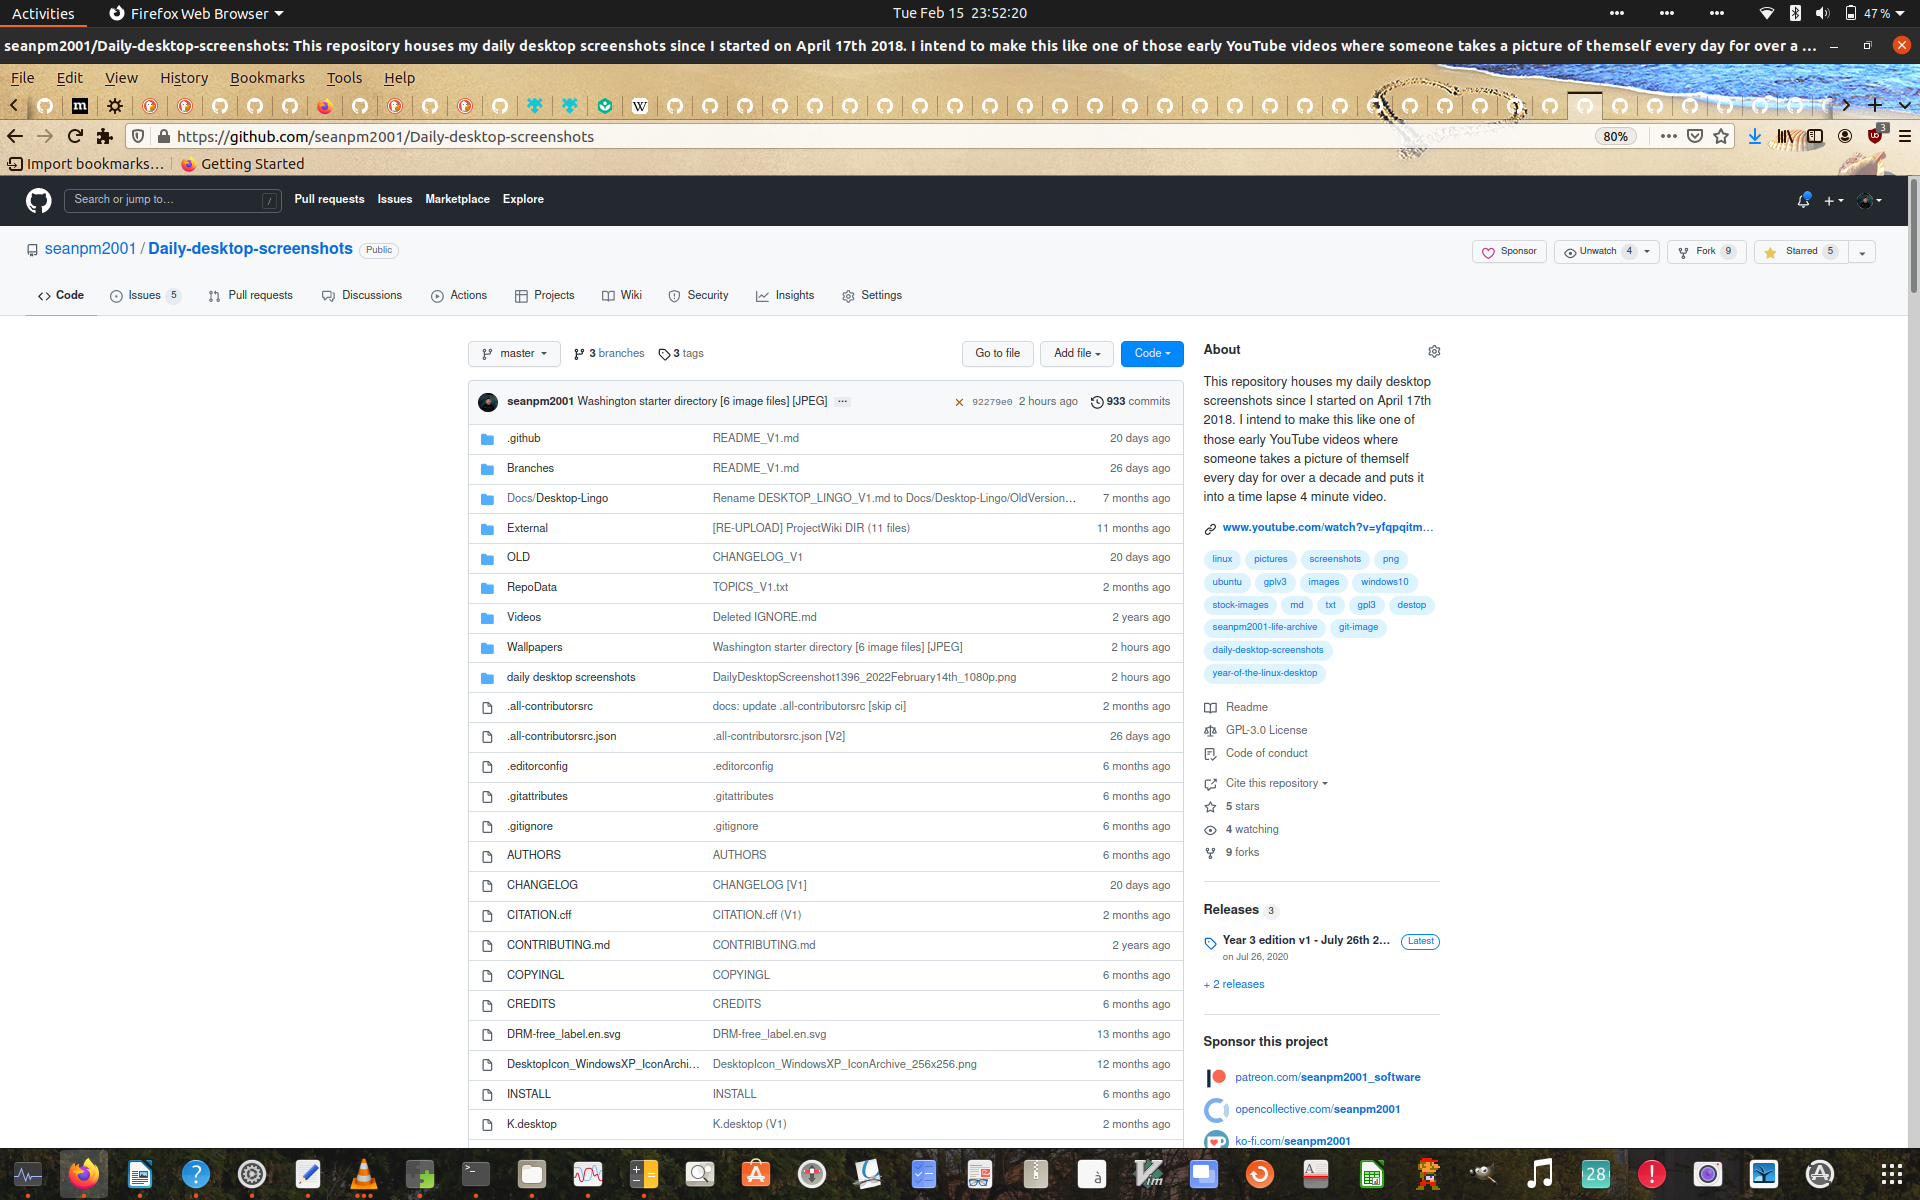 Activities
Firefox Web Browser
Tue Feb 15 23:52:20
47 %
seanpm2001/Daily-desktop-screenshots: This repository houses my daily desktop screenshots since I started on April 17th 2018. I intend to make this like one of those early YouTube videos where someone takes a picture of themself every day for over a ...
File Edit View History Bookmarks Tools Help
https://github.com/seanpm2001/Daily-desktop-screenshots
80%
3
Import bookmarks...
Getting Started
Search or jump to...
/
Pull requests Issues Marketplace Explore
seanpm2001 / Daily-desktop-screenshots Public
Sponsor
Unwatch 4
Fork 9
Starred 5
Code
Issues 5
Pull requests
Discussions
Actions
Projects
Wiki
Security
Insights
Settings
master
3 branches
3 tags
Go to file
Add file
Code
seanpm2001 Washington starter directory [6 image files] [JPEG] ...
92279e0 2 hours ago
933 commits
.github README_V1.md 20 days ago
Branches README_V1.md 26 days ago
Docs/Desktop-Lingo Rename DESKTOP_LINGO_V1.md to Docs/Desktop-Lingo/OldVersion... 7 months ago
External [RE-UPLOAD] ProjectWiki DIR (11 files) 11 months ago
OLD CHANGELOG_V1 20 days ago
RepoData TOPICS_V1.txt 2 months ago
Videos Deleted IGNORE.md 2 years ago
Wallpapers Washington starter directory [6 image files] [JPEG] 2 hours ago
daily desktop screenshots DailyDesktopScreenshot1396_2022February14th_1080p.png 2 hours ago
.all-contributorsrc docs: update .all-contributorsrc [skip ci] 2 months ago
.all-contributorsrc.json .all-contributorsrc.json [V2] 26 days ago
.editorconfig .editorconfig 6 months ago
.gitattributes .gitattributes 6 months ago
.gitignore .gitignore 6 months ago
AUTHORS AUTHORS 6 months ago
CHANGELOG CHANGELOG [V1] 20 days ago
CITATION.cff CITATION.cff (V1) 2 months ago
CONTRIBUTING.md CONTRIBUTING.md 2 years ago
COPYINGL COPYINGL 6 months ago
CREDITS CREDITS 6 months ago
DRM-free_label.en.svg DRM-free_label.en.svg 13 months ago
DesktopIcon_WindowsXP_IconArchi... DesktopIcon_WindowsXP_IconArchive_256x256.png 12 months ago
INSTALL INSTALL 6 months ago
K.desktop K.desktop (V1) 2 months ago
About
This repository houses my daily desktop
screenshots since I started on April 17th
2018. I intend to make this like one of
those early YouTube videos where
someone takes a picture of themself
every day for over a decade and puts it
into a time lapse 4 minute video.
www.youtube.com/watch?v=yfqpqitm...
linux pictures screenshots png
ubuntu gplv3 images windows10
stock-images md txt gpl3 destop
seanpm2001-life-archive git-image
daily-desktop-screenshots
year-of-the-linux-desktop
Readme
GPL-3.0 License
Code of conduct
Cite this repository
5 stars
4 watching
9 forks
Releases 3
Year 3 edition v1 - July 26th 2... Latest
on Jul 26, 2020
+ 2 releases
Sponsor this project
patreon.com/seanpm2001_software
opencollective.com/seanpm2001
ko-fi.com/seanpm2001
28